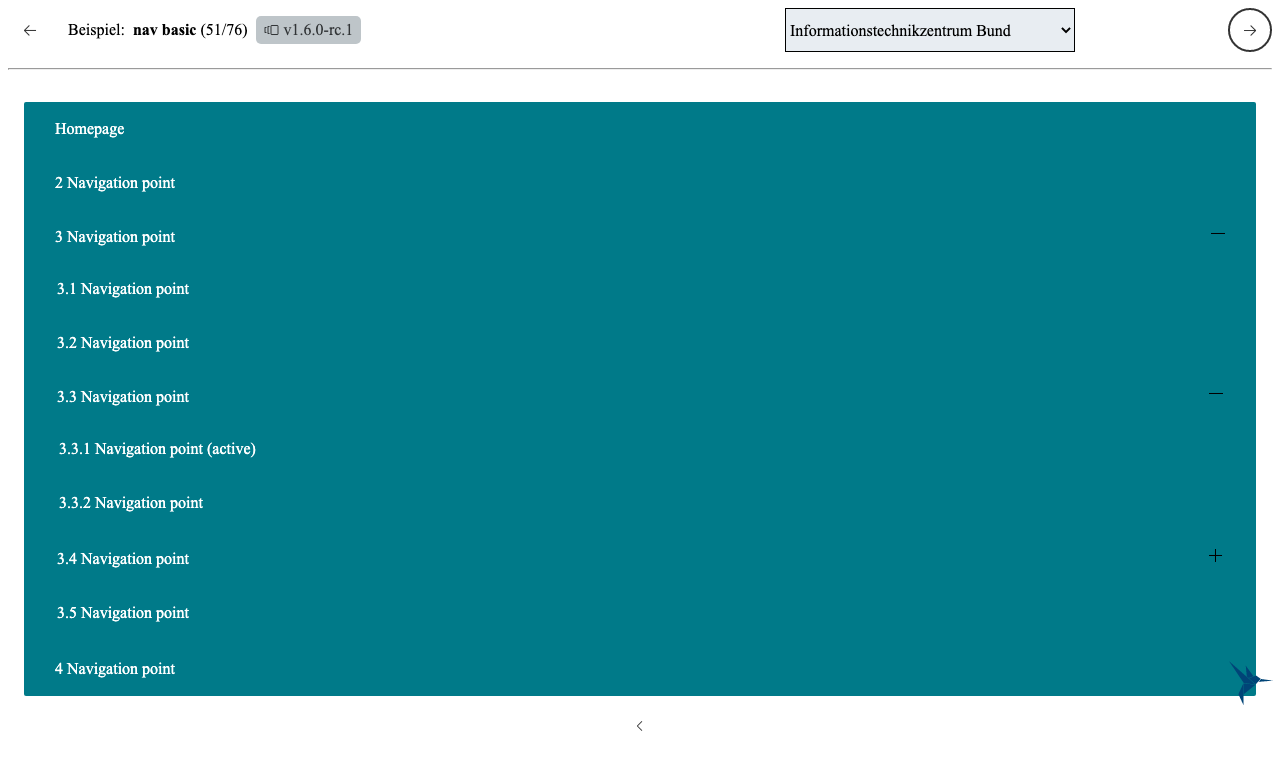 Beispiel: nav basic (51/76) v1.6.0-rc.1 Informationstechnikzentrum Bund
Homepage
2 Navigation point
3 Navigation point
3.1 Navigation point
3.2 Navigation point
3.3 Navigation point
3.3.1 Navigation point (active)
3.3.2 Navigation point
3.4 Navigation point
3.5 Navigation point
4 Navigation point